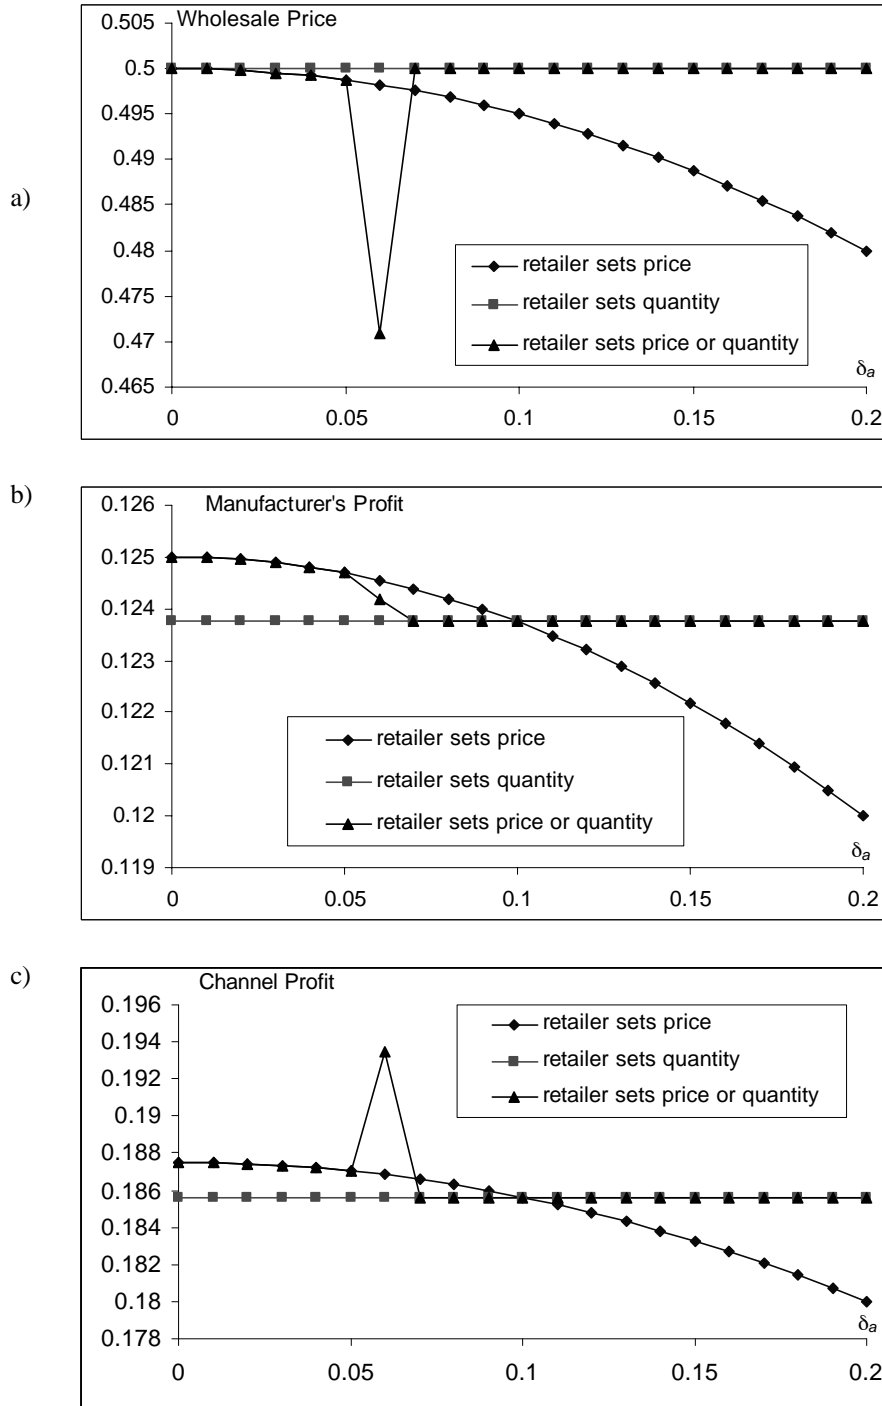 a)
Wholesale Price
0.505
0.5
0.495
0.49
0.485
0.48
0.475
0.47
0.465
retailer sets price
retailer sets quantity
retailer sets price or quantity
δa
0 0.05 0.1 0.15 0.2
b)
Manufacturer's Profit
0.126
0.125
0.124
0.123
0.122
0.121
0.12
0.119
retailer sets price
retailer sets quantity
retailer sets price or quantity
δa
0 0.05 0.1 0.15 0.2
c)
Channel Profit
0.196
0.194
0.192
0.19
0.188
0.186
0.184
0.182
0.18
0.178
retailer sets price
retailer sets quantity
retailer sets price or quantity
δa
0 0.05 0.1 0.15 0.2